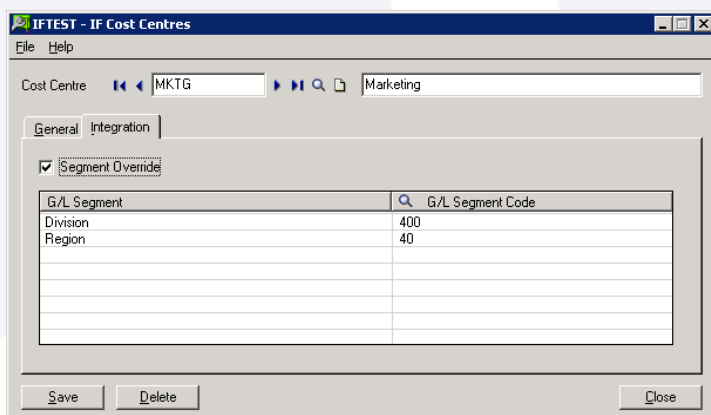 IFTEST - IF Cost Centres
File Help
Cost Centre MKTG Marketing
General Integration
Segment Override
G/L Segment G/L Segment Code
Division 400
Region 40
Save Delete Close